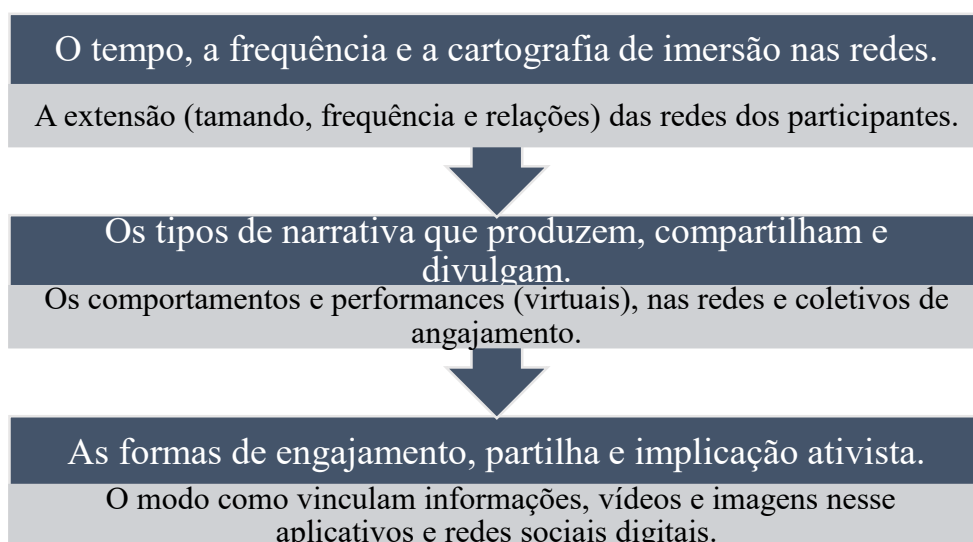 O tempo, a frequência e a cartografia de imersão nas redes.
A extensão (tamando, frequência e relações) das redes dos participantes.
Os tipos de narrativa que produzem, compartilham e
divulgam.
Os comportamentos e performances (virtuais), nas redes e coletivos de
angajamento.
As formas de engajamento, partilha e implicação ativista.
O modo como vinculam informações, vídeos e imagens nesse
aplicativos e redes sociais digitais.